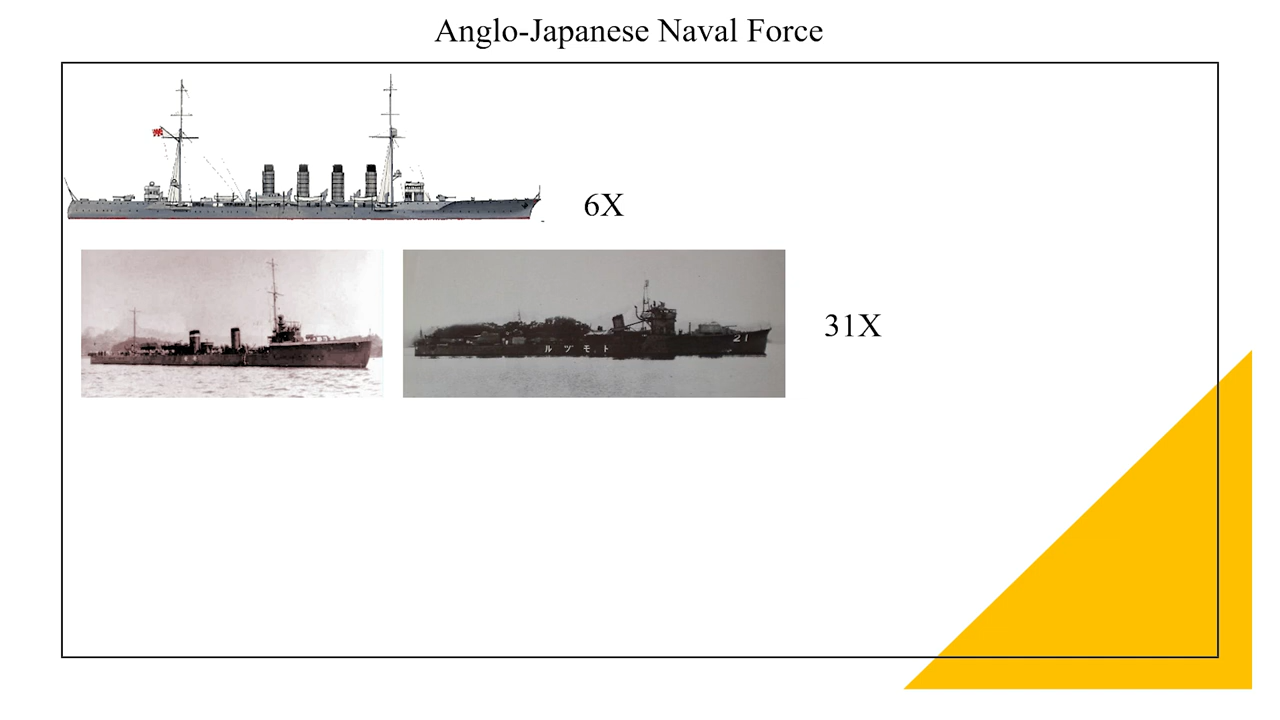 Anglo-Japanese Naval Force
6X
ルヅモト 21
31X